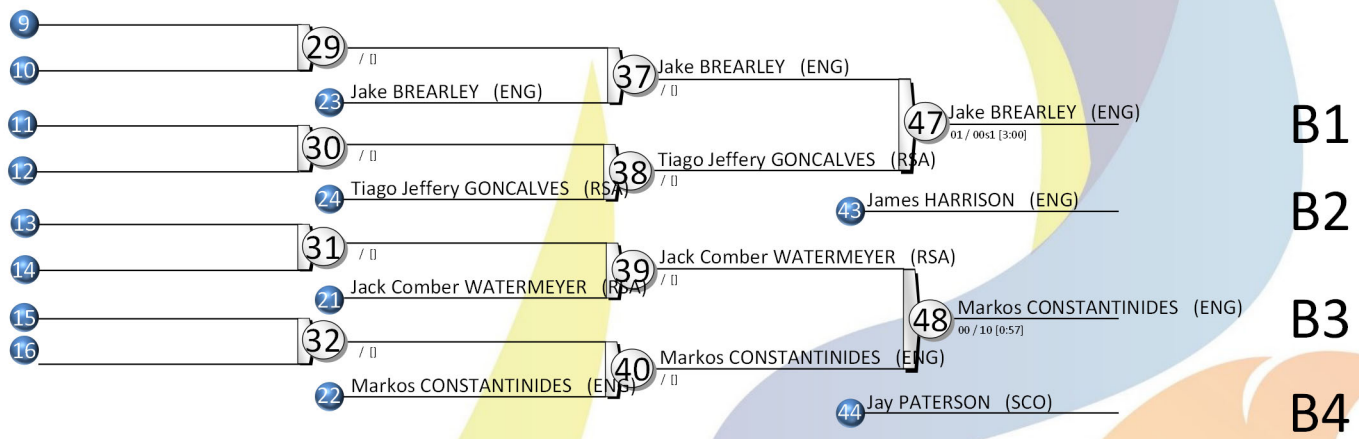 9
29
/ []
10
37
Jake BREARLEY (ENG)
/ []
23 Jake BREARLEY (ENG)
47
Jake BREARLEY (ENG)
01 / 00s1 [3:00]
B1
11
30
/ []
12
38
Tiago Jeffery GONCALVES (RSA)
/ []
24 Tiago Jeffery GONCALVES (RSA)
43 James HARRISON (ENG)
B2
13
31
/ []
14
39
Jack Comber WATERMEYER (RSA)
/ []
21 Jack Comber WATERMEYER (RSA)
48
Markos CONSTANTINIDES (ENG)
00 / 10 [0:57]
B3
15
32
/ []
16
40
Markos CONSTANTINIDES (ENG)
/ []
22 Markos CONSTANTINIDES (ENG)
44 Jay PATERSON (SCO)
B4